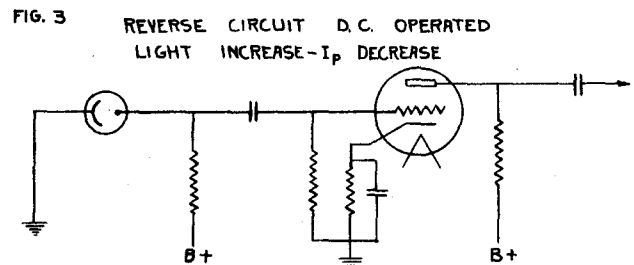 FIG. 3
REVERSE CIRCUIT D.C. OPERATED
LIGHT INCREASE-Ip DECREASE
B+
B+